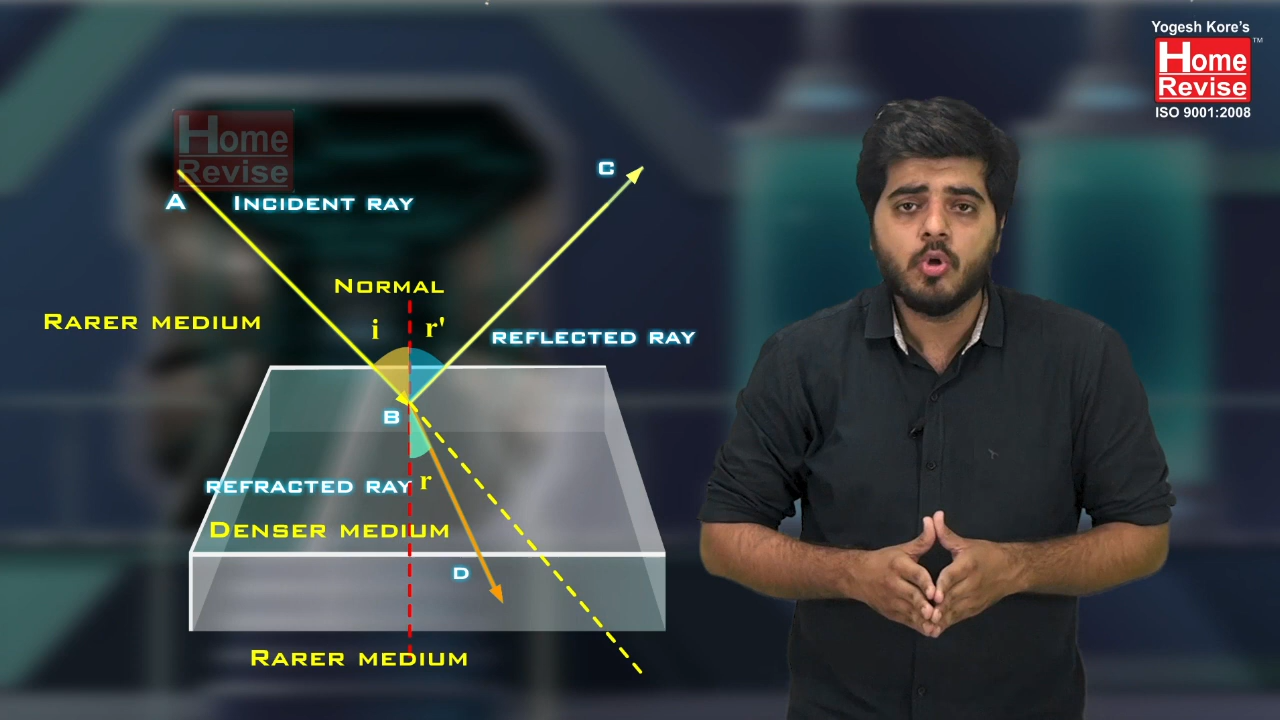 Yogesh Kore's
Home
Revise
TM
ISO 9001:2008
Home
Revise
A
INCIDENT RAY
C
NORMAL
RARER MEDIUM
i
r'
REFLECTED RAY
B
REFRACTED RAY
r
DENSER MEDIUM
D
RARER MEDIUM